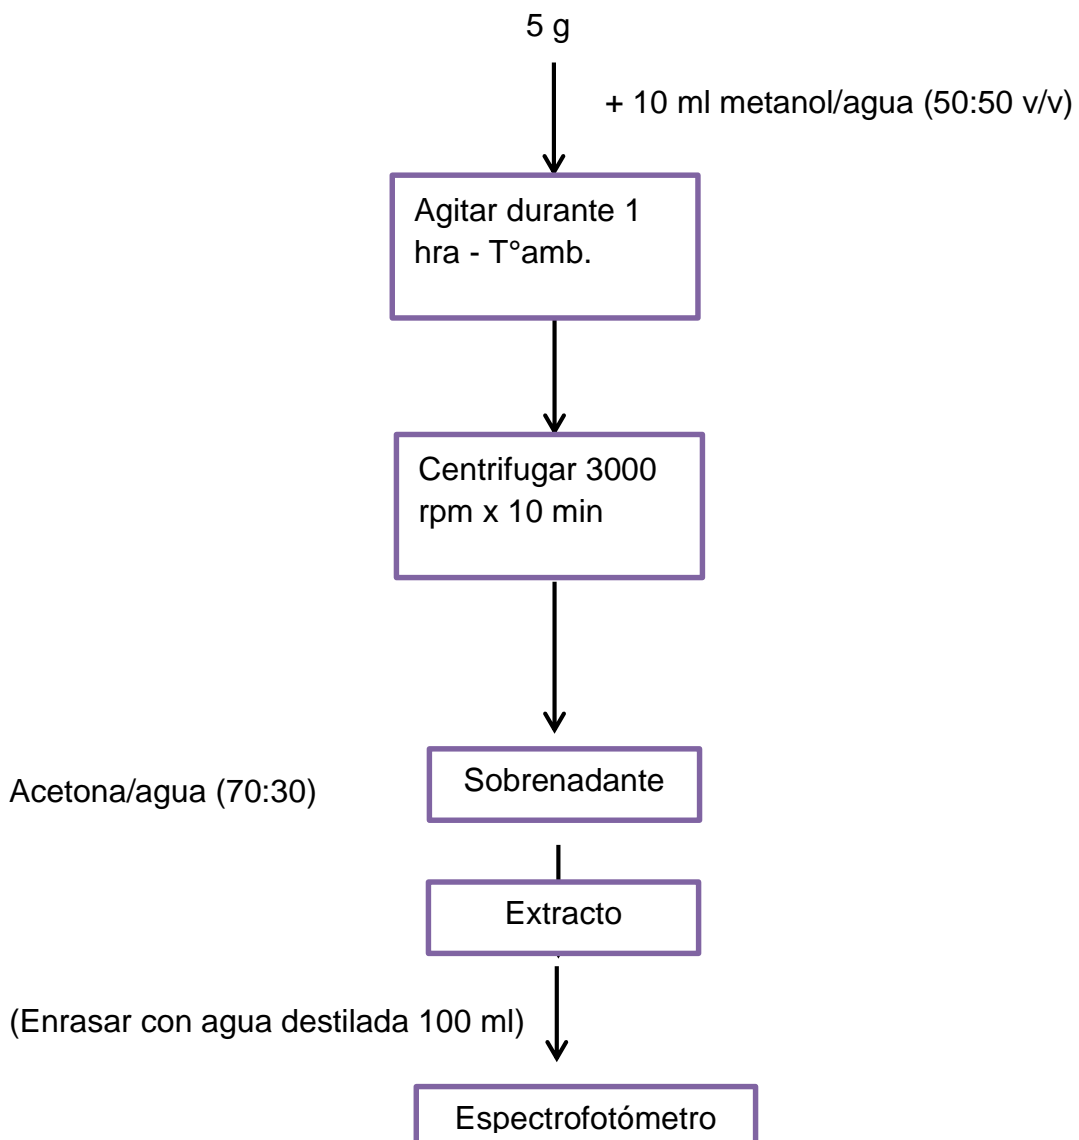 5 g
+ 10 ml metanol/agua (50:50 v/v)
Agitar durante 1
hra - T°amb.
Centrifugar 3000
rpm x 10 min
Acetona/agua (70:30)
Sobrenadante
Extracto
(Enrasar con agua destilada 100 ml)
Espectrofotómetro